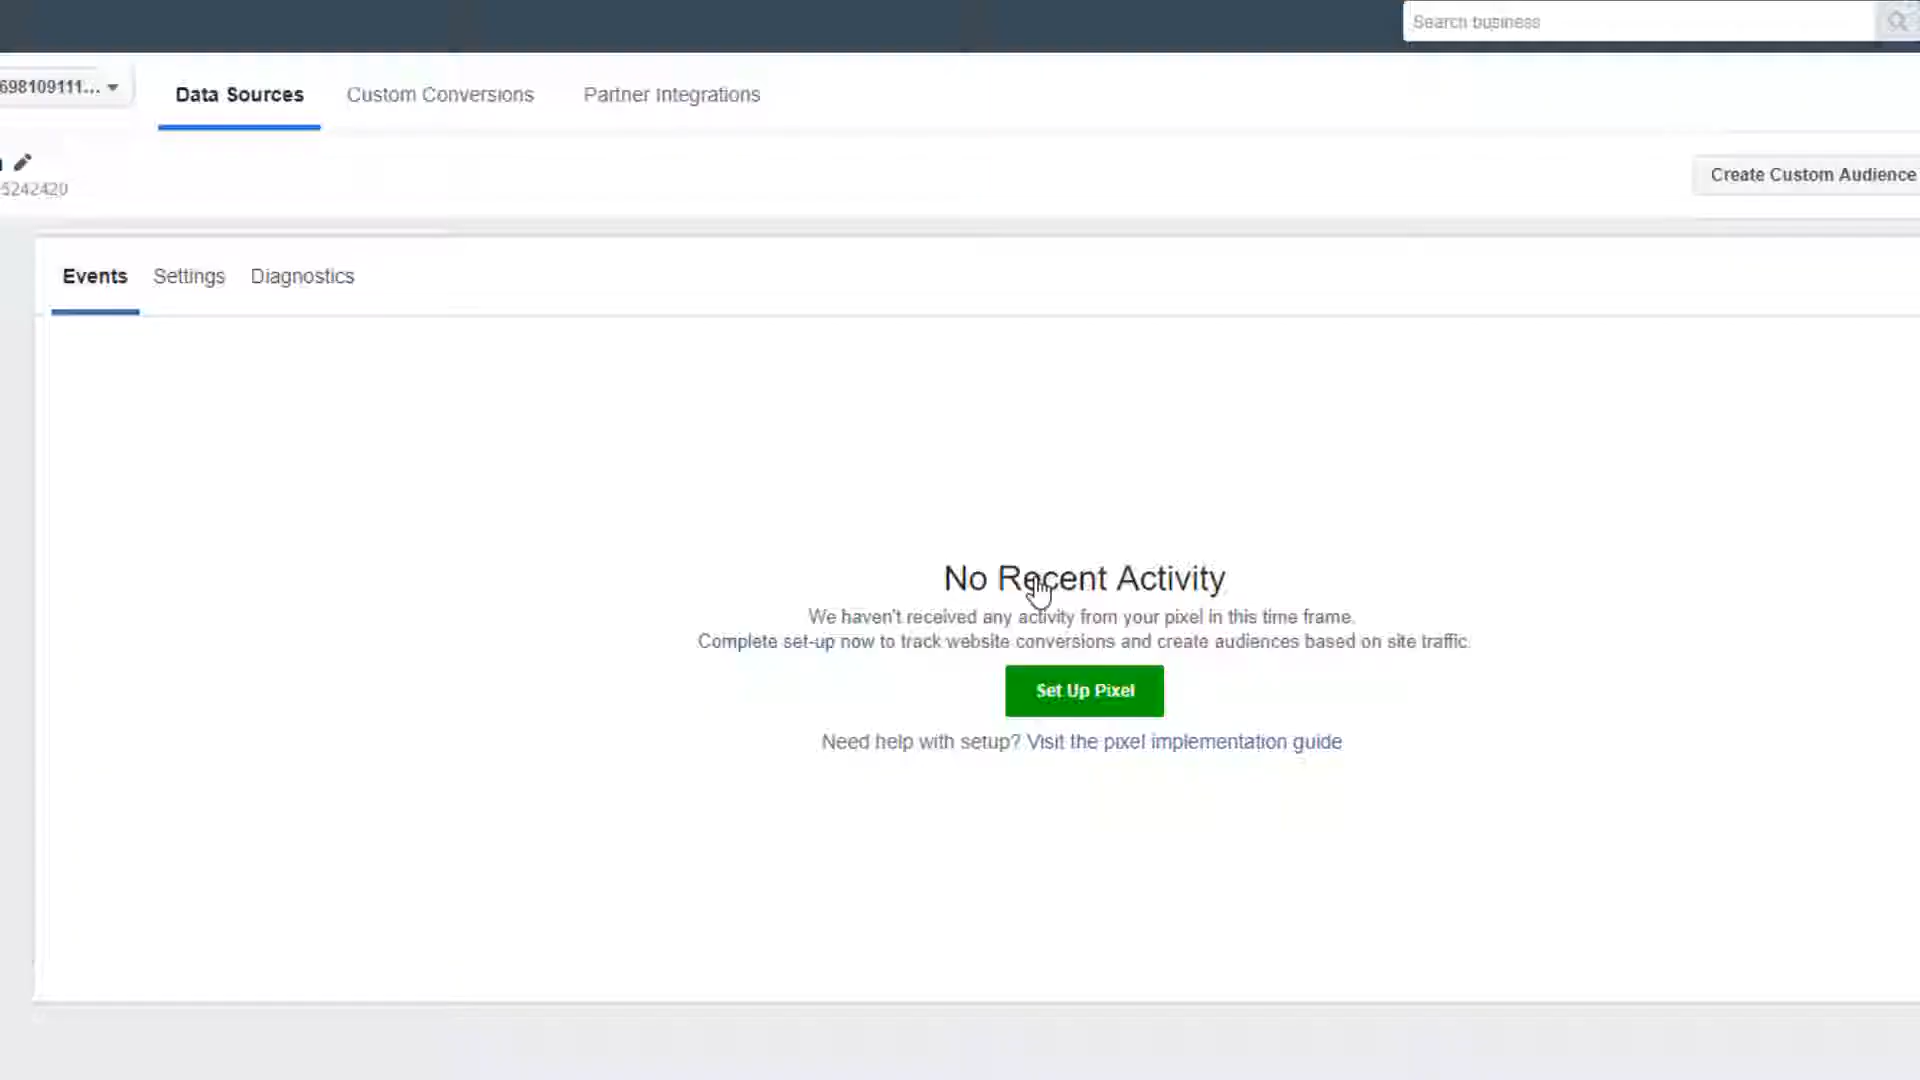 Search business
698109111...
Data Sources
Custom Conversions
Partner Integrations
5242420
Create Custom Audience
Events
Settings
Diagnostics
No Recent Activity
We haven't received any activity from your pixel in this time frame.
Complete set-up now to track website conversions and create audiences based on site traffic.
Set Up Pixel
Need help with setup? Visit the pixel implementation guide